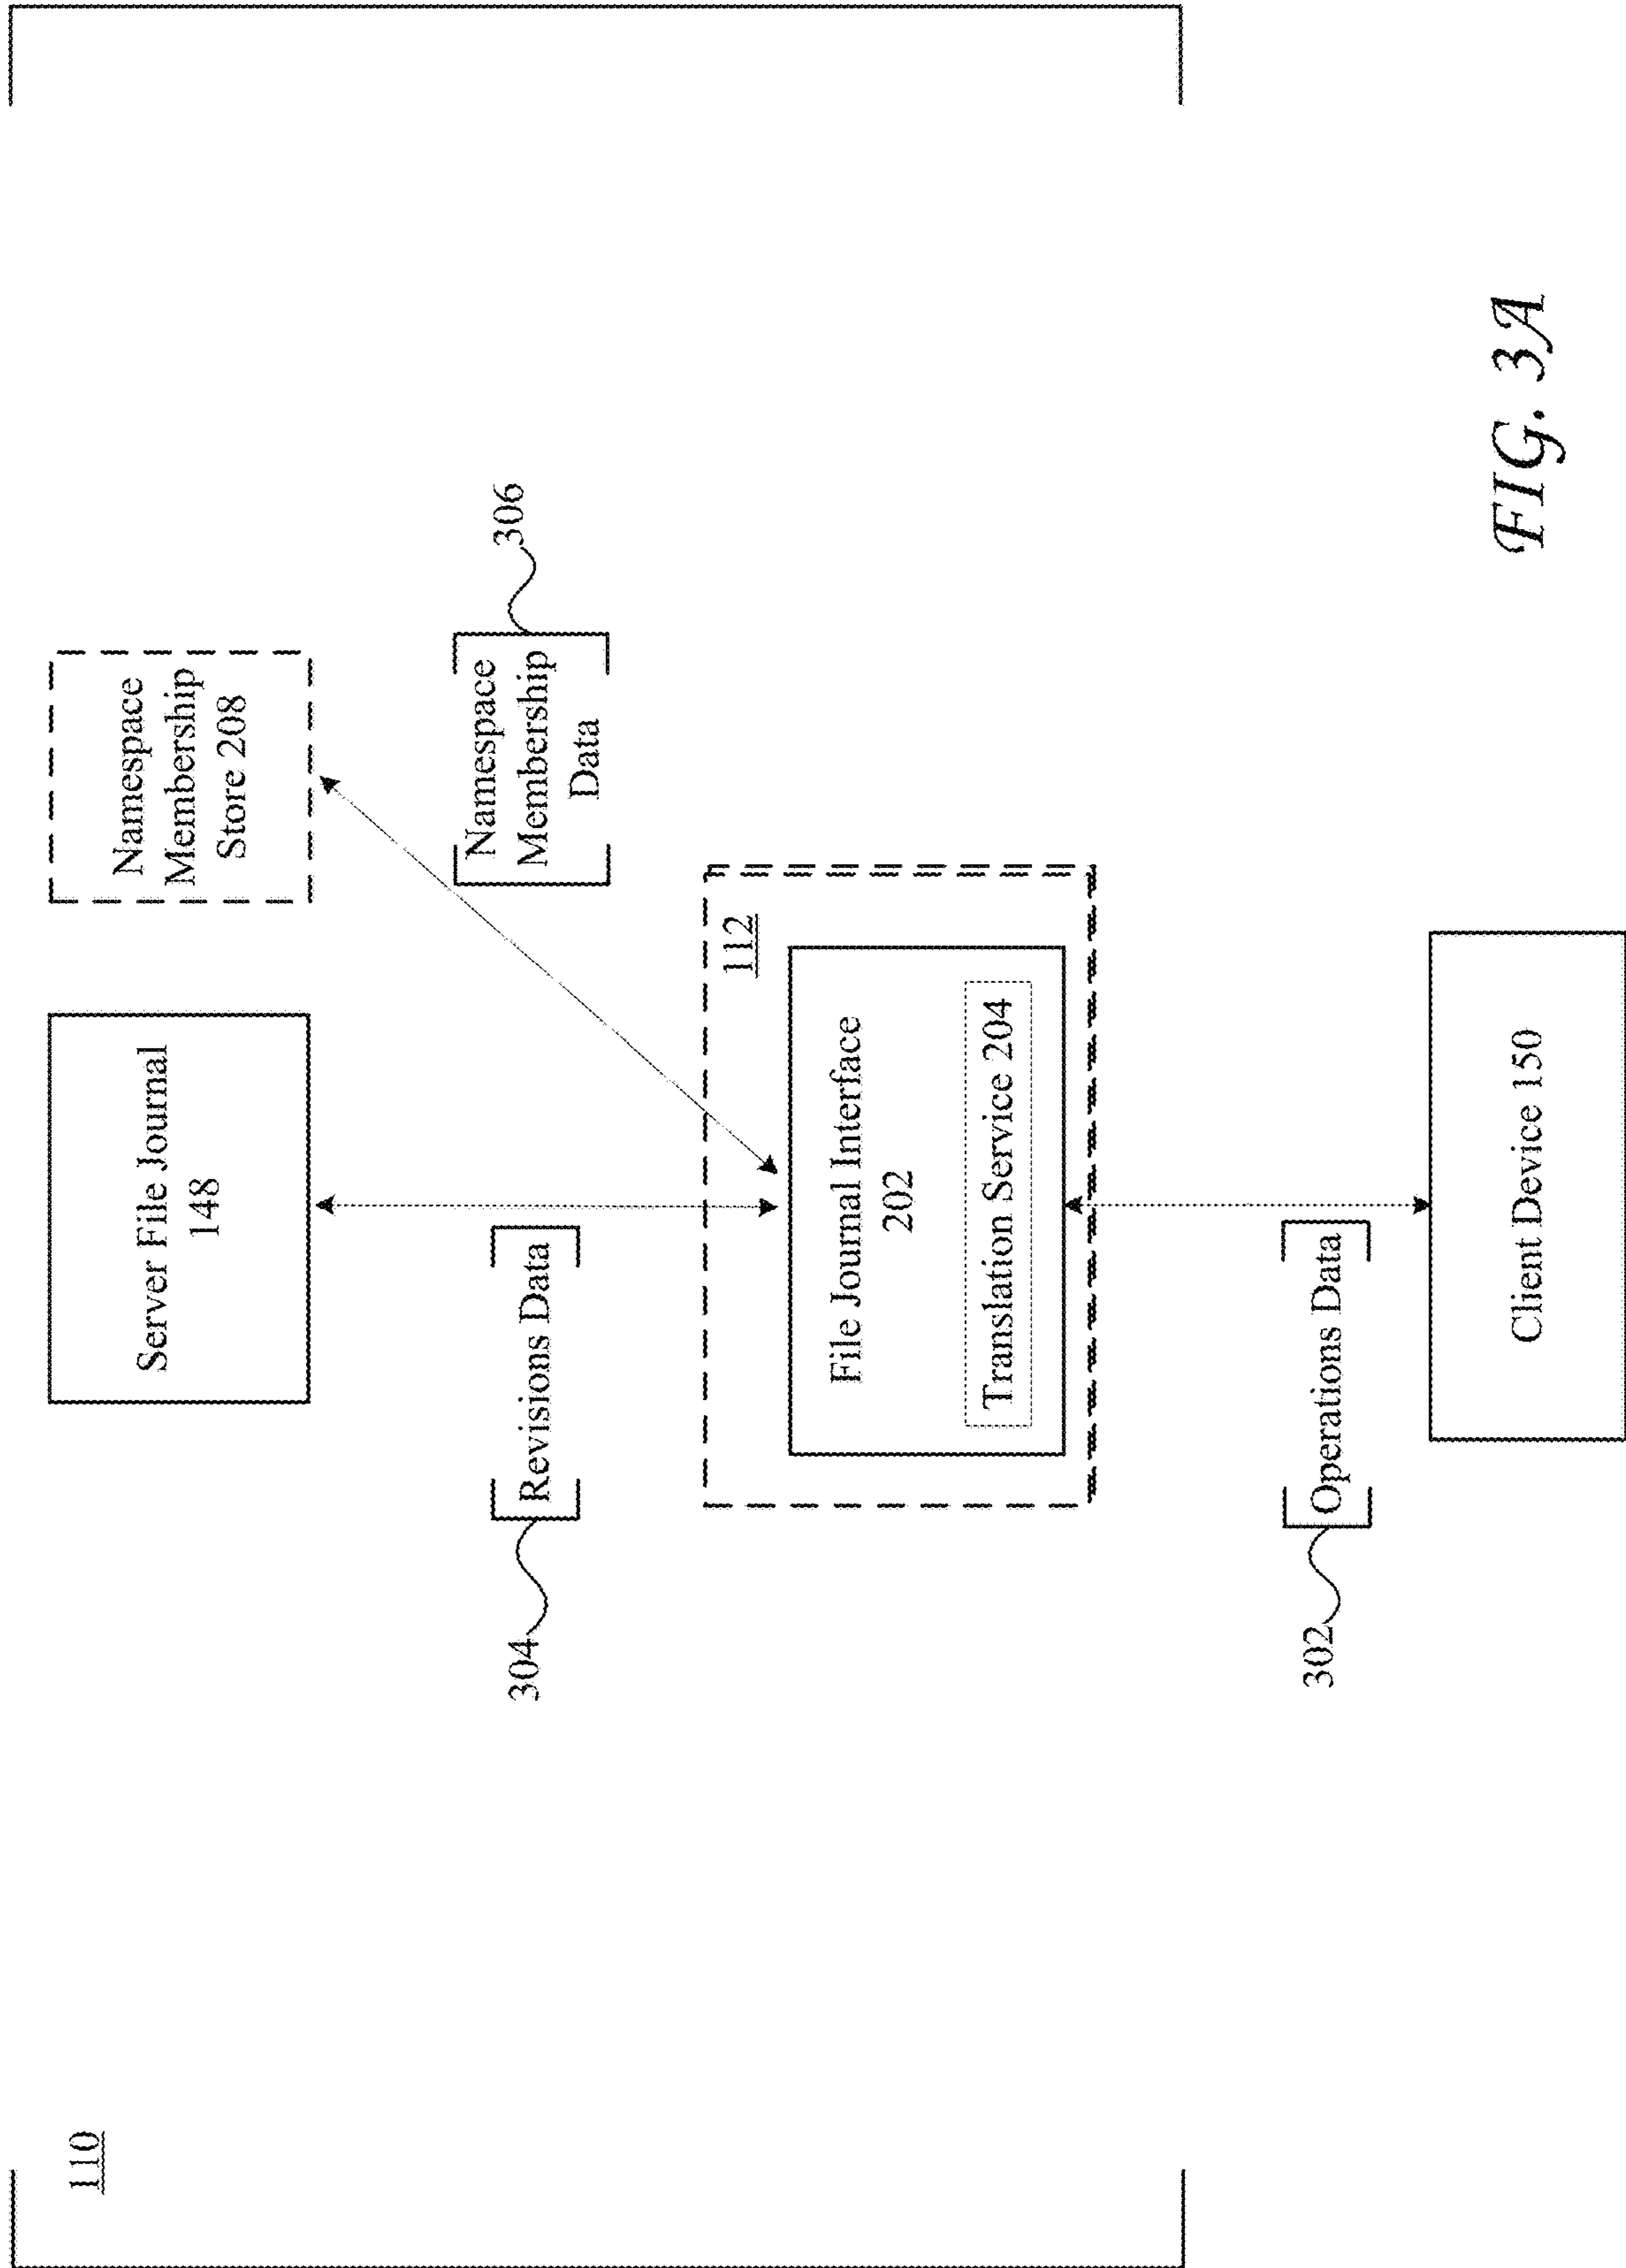 110
Server File Journal
148
Namespace
Membership
Store 208
304
Revisions Data
Namespace
Membership
Data
306
112
File Journal Interface
202
Translation Service 204
302
Operations Data
Client Device 150
FIG. 3A